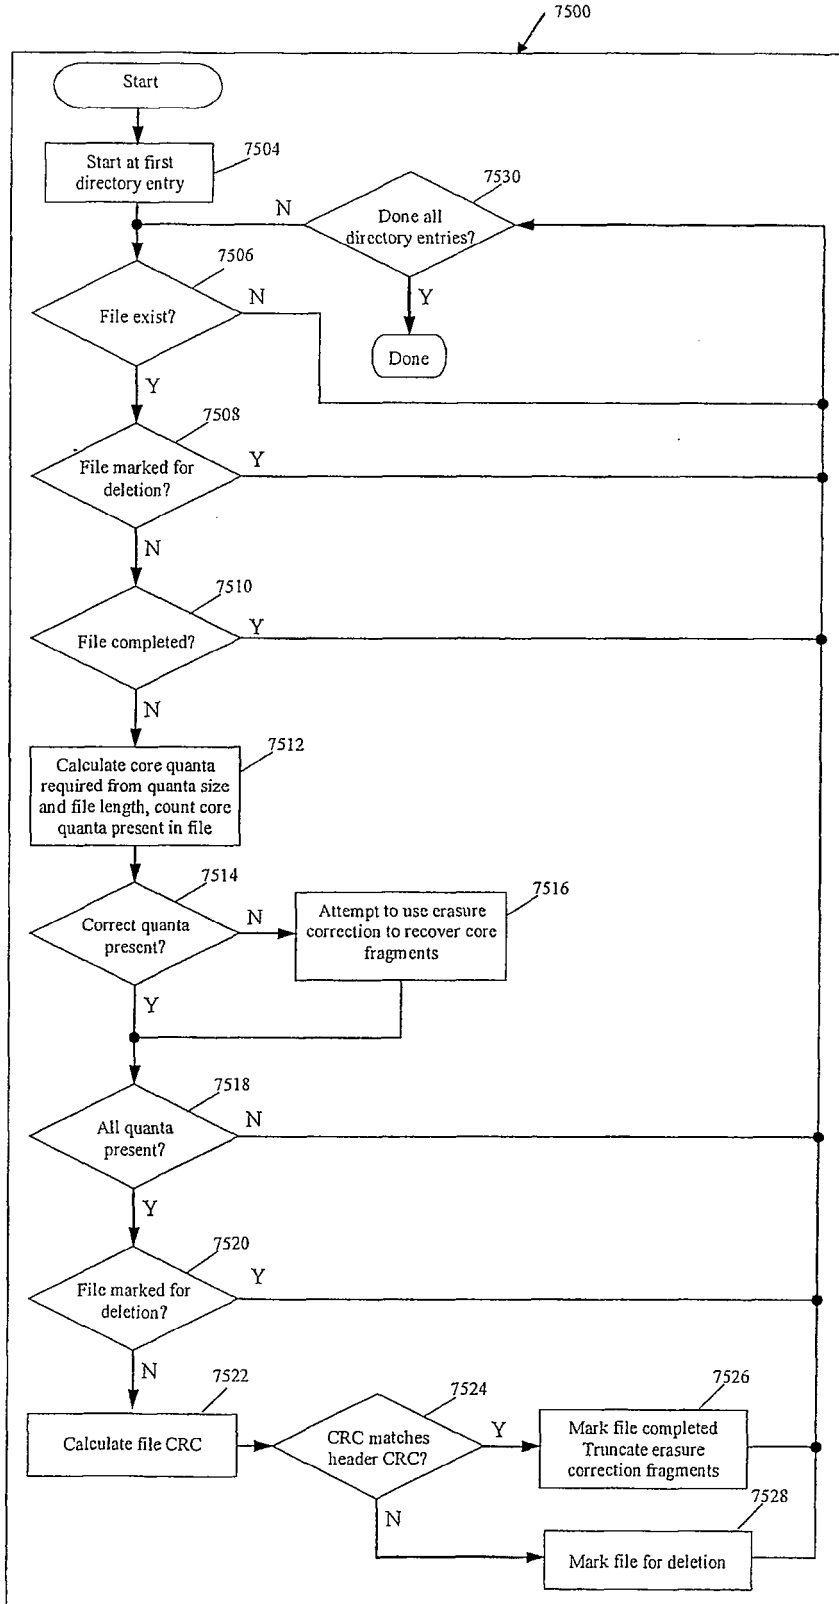 7500
Start
7504
Start at first
directory entry
7530
N
Done all
directory entries?
7506
Y
N
File exist?
Done
Y
7508
File marked for
deletion?
Y
N
7510
File completed?
Y
N
7512
Calculate core quanta
required from quanta size
and file length, count core
quanta present in file
7514
7516
Correct quanta
present?
N
Attempt to use erasure
correction to recover core
fragments
Y
7518
All quanta
present?
N
Y
7520
File marked for
deletion?
Y
N
7522
Calculate file CRC
7524
CRC matches
header CRC?
Y
7526
Mark file completed
Truncate erasure
correction fragments
N
7528
Mark file for deletion